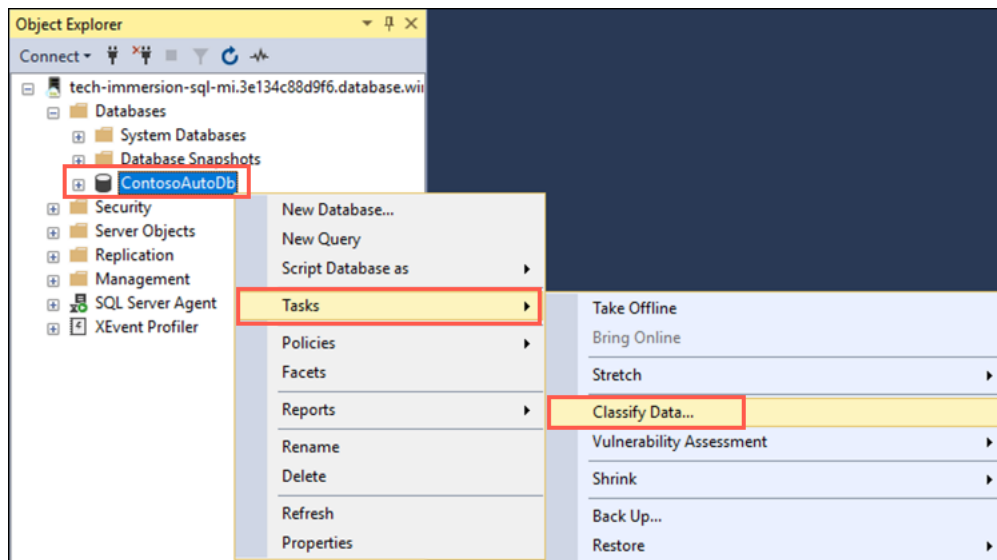 Object Explorer
Connect
tech-immersion-sql-mi.3e134c88d9f6.database.wi
Databases
System Databases
Database Snapshots
ContosoAutoDb
Security
Server Objects
Replication
Management
SQL Server Agent
XEvent Profiler
New Database...
New Query
Script Database as
Tasks
Policies
Facets
Reports
Rename
Delete
Refresh
Properties
Take Offline
Bring Online
Stretch
Classify Data...
Vulnerability Assessment
Shrink
Back Up...
Restore